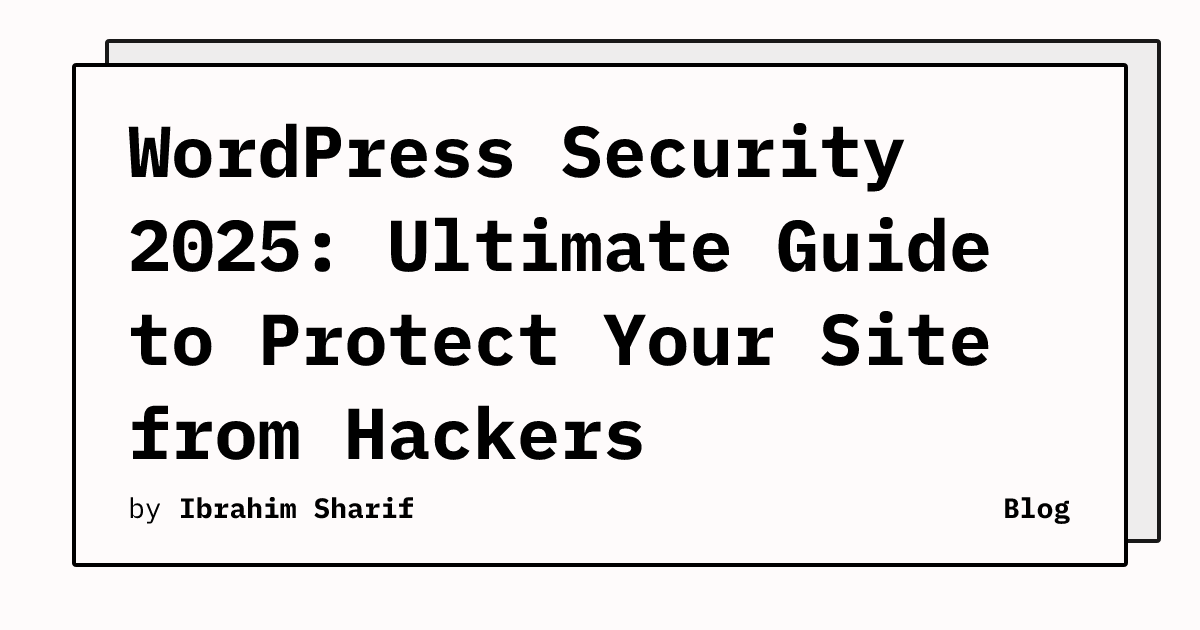 WordPress Security
2025: Ultimate Guide
to Protect Your Site
from Hackers
by Ibrahim Sharif
Blog